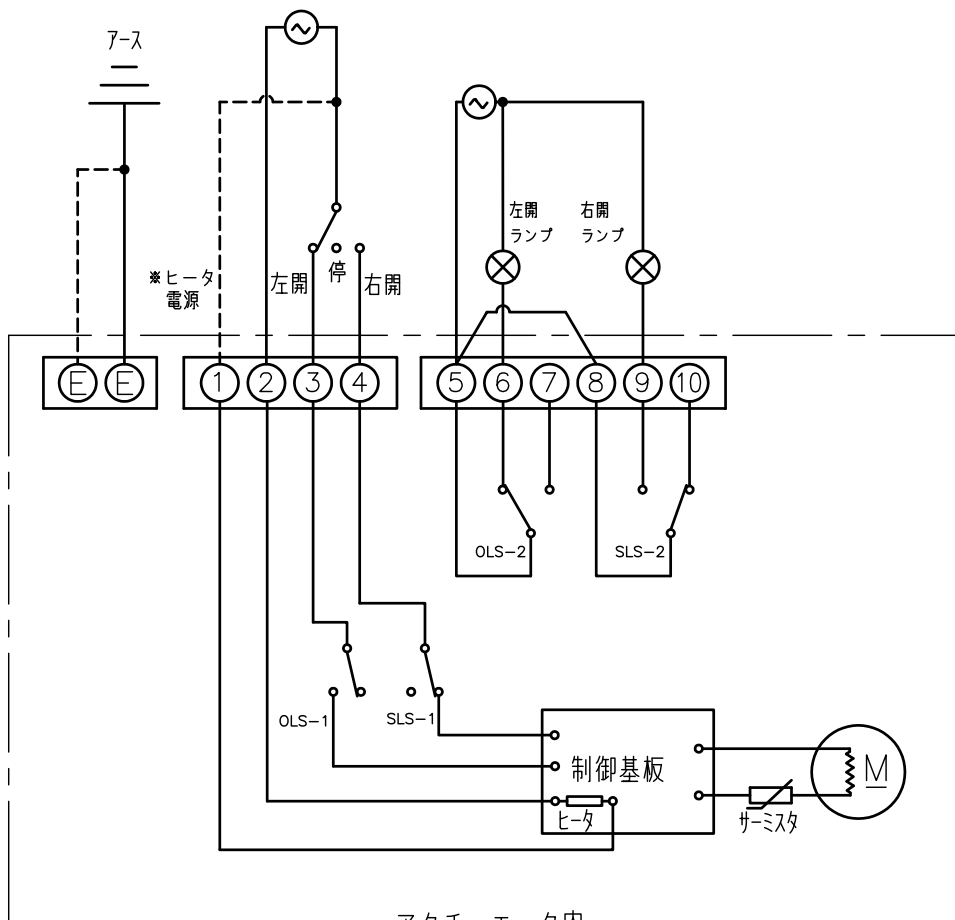 アース
左開
ランプ
右開
ランプ
※ヒータ
電源
左開
停
右開
E
E
1
2
3
4
5
6
7
8
9
10
OLS-2
SLS-2
OLS-1
SLS-1
制御基板
M
ヒータ
サーミスタ